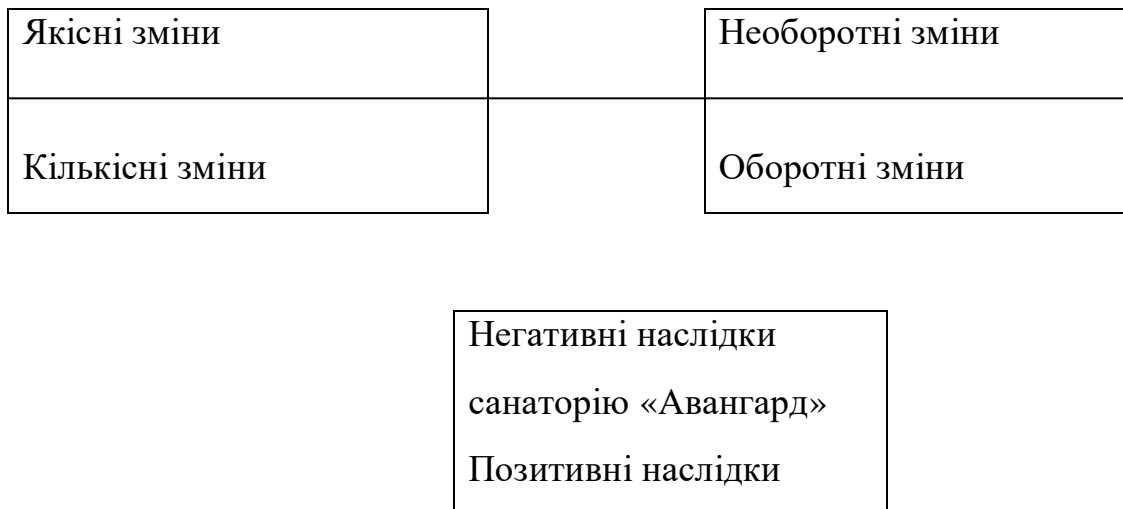 Якісні зміни
Необоротні зміни
Кількісні зміни
Оборотні зміни
Негативні наслідки
санаторію «Авангард»
Позитивні наслідки